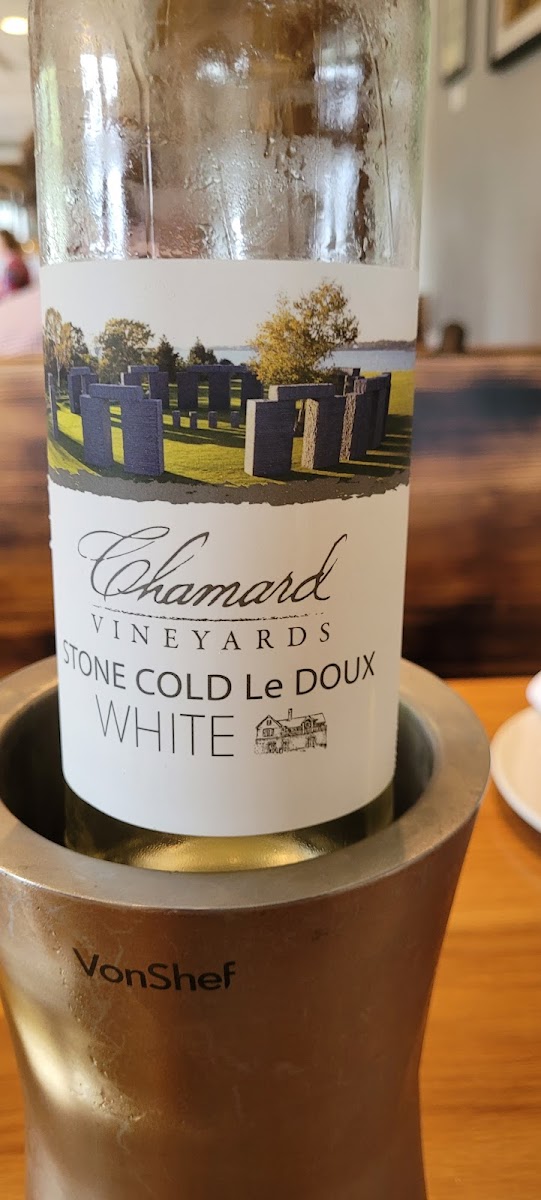 Chamard
VINEYARDS
STONE COLD Le DOUX
WHITE
VonShef